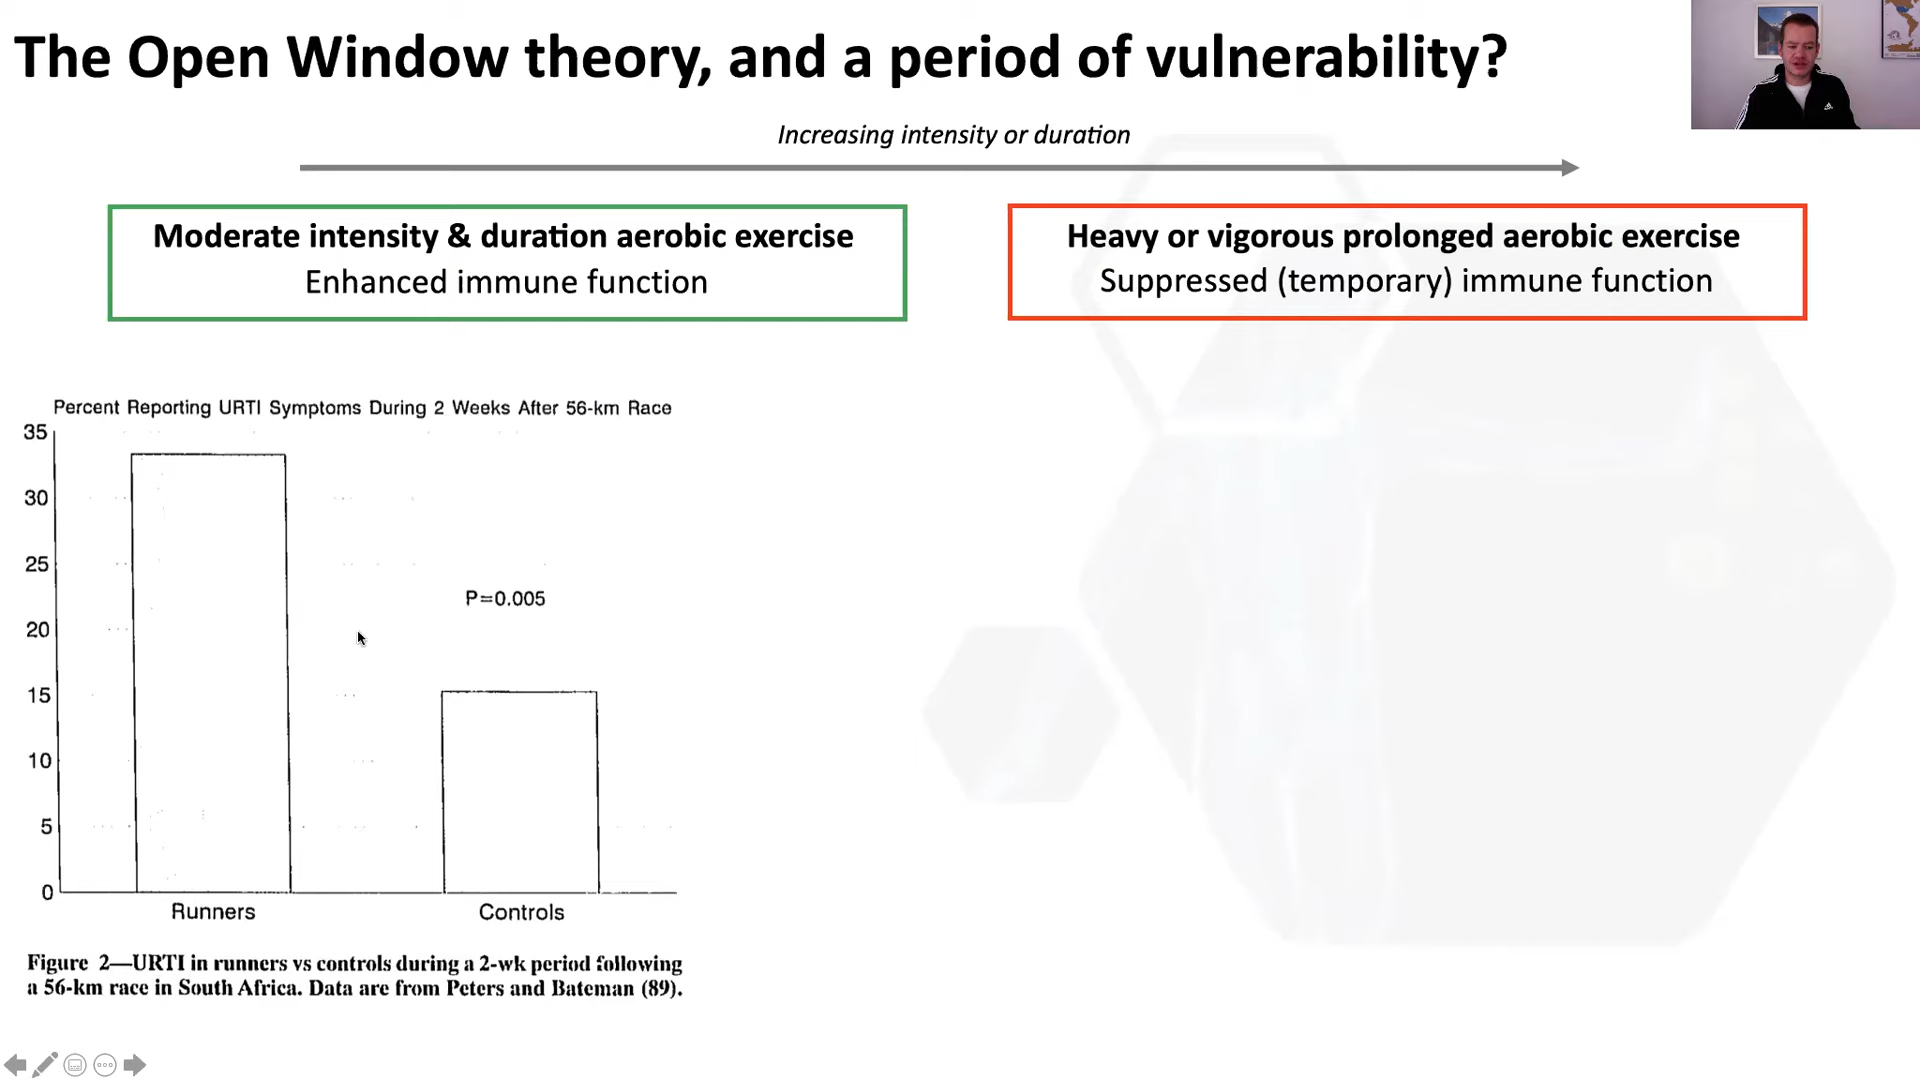 The Open Window theory, and a period of vulnerability?
Increasing intensity or duration
Moderate intensity & duration aerobic exercise
Enhanced immune function
Heavy or vigorous prolonged aerobic exercise
Suppressed (temporary) immune function
Percent Reporting URTI Symptoms During 2 Weeks After 56-km Race
35
30
25
20
15
10
5
0
P=0.005
Runners
Controls
Figure 2—URTI in runners vs controls during a 2-wk period following
a 56-km race in South Africa. Data are from Peters and Bateman (89).